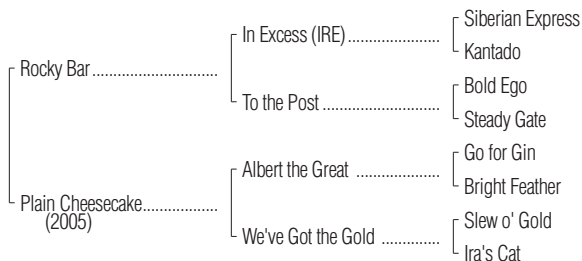 Siberian Express
In Excess (IRE)
Kantado
Rocky Bar
Bold Ego
To the Post
Steady Gate
Go for Gin
Albert the Great
Bright Feather
Plain Cheesecake
(2005)
Slew o' Gold
We've Got the Gold
Ira's Cat